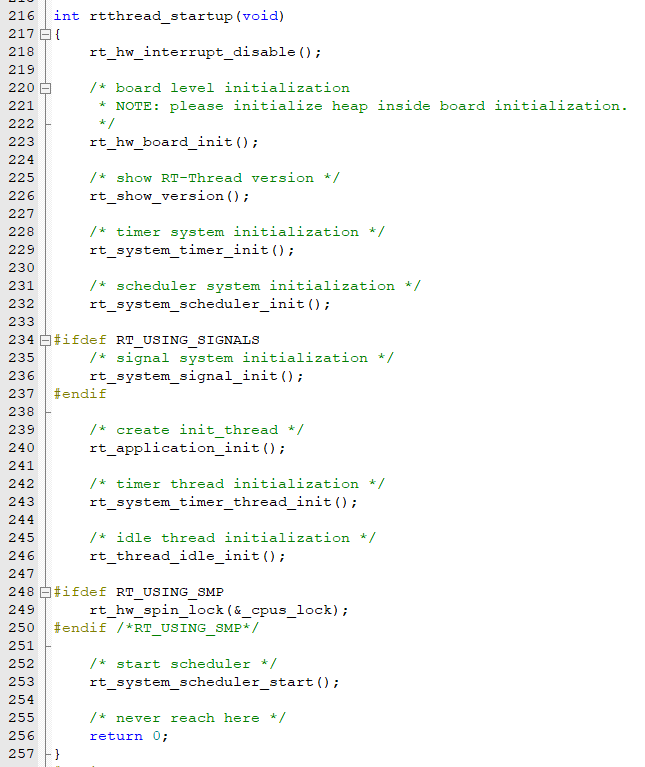 216 int rtthread_startup(void)
217 {
218 rt_hw_interrupt_disable();
219
220 /* board level initialization
221 * NOTE: please initialize heap inside board initialization.
222 */
223 rt_hw_board_init();
224
225 /* show RT-Thread version */
226 rt_show_version();
227
228 /* timer system initialization */
229 rt_system_timer_init();
230
231 /* scheduler system initialization */
232 rt_system_scheduler_init();
233
234 #ifdef RT_USING_SIGNALS
235 /* signal system initialization */
236 rt_system_signal_init();
237 #endif
238
239 /* create init_thread */
240 rt_application_init();
241
242 /* timer thread initialization */
243 rt_system_timer_thread_init();
244
245 /* idle thread initialization */
246 rt_thread_idle_init();
247
248 #ifdef RT_USING_SMP
249 rt_hw_spin_lock(&_cpus_lock);
250 #endif /*RT_USING_SMP*/
251
252 /* start scheduler */
253 rt_system_scheduler_start();
254
255 /* never reach here */
256 return 0;
257 }